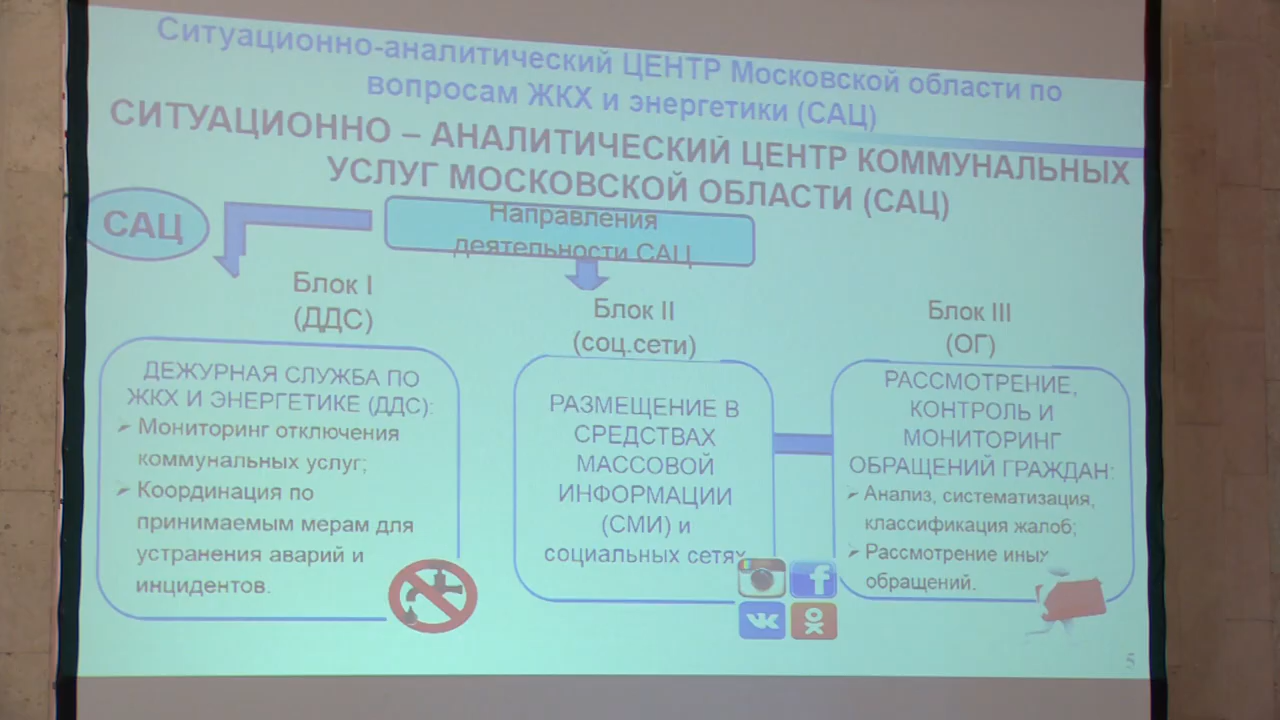 Ситуационно-аналитический ЦЕНТР Московской области по
вопросам ЖКХ и энергетики (САЦ)
СИТУАЦИОННО – АНАЛИТИЧЕСКИЙ ЦЕНТР КОММУНАЛЬНЫХ
УСЛУГ МОСКОВСКОЙ ОБЛАСТИ (САЦ)
САЦ
Направления
деятельности САЦ
Блок I
(ДДС)
ДЕЖУРНАЯ СЛУЖБА ПО
ЖКХ И ЭНЕРГЕТИКЕ (ДДС):
Мониторинг отключения
коммунальных услуг;
Координация по
принимаемым мерам для
устранения аварий и
инцидентов.
Блок II
(соц.сети)
РАЗМЕЩЕНИЕ В
СРЕДСТВАХ
МАССОВОЙ
ИНФОРМАЦИИ
(СМИ) и
социальных сетях
Блок III
(ОГ)
РАССМОТРЕНИЕ,
КОНТРОЛЬ И
МОНИТОРИНГ
ОБРАЩЕНИЙ ГРАЖДАН:
Анализ, систематизация,
классификация жалоб;
Рассмотрение иных
обращений.
5